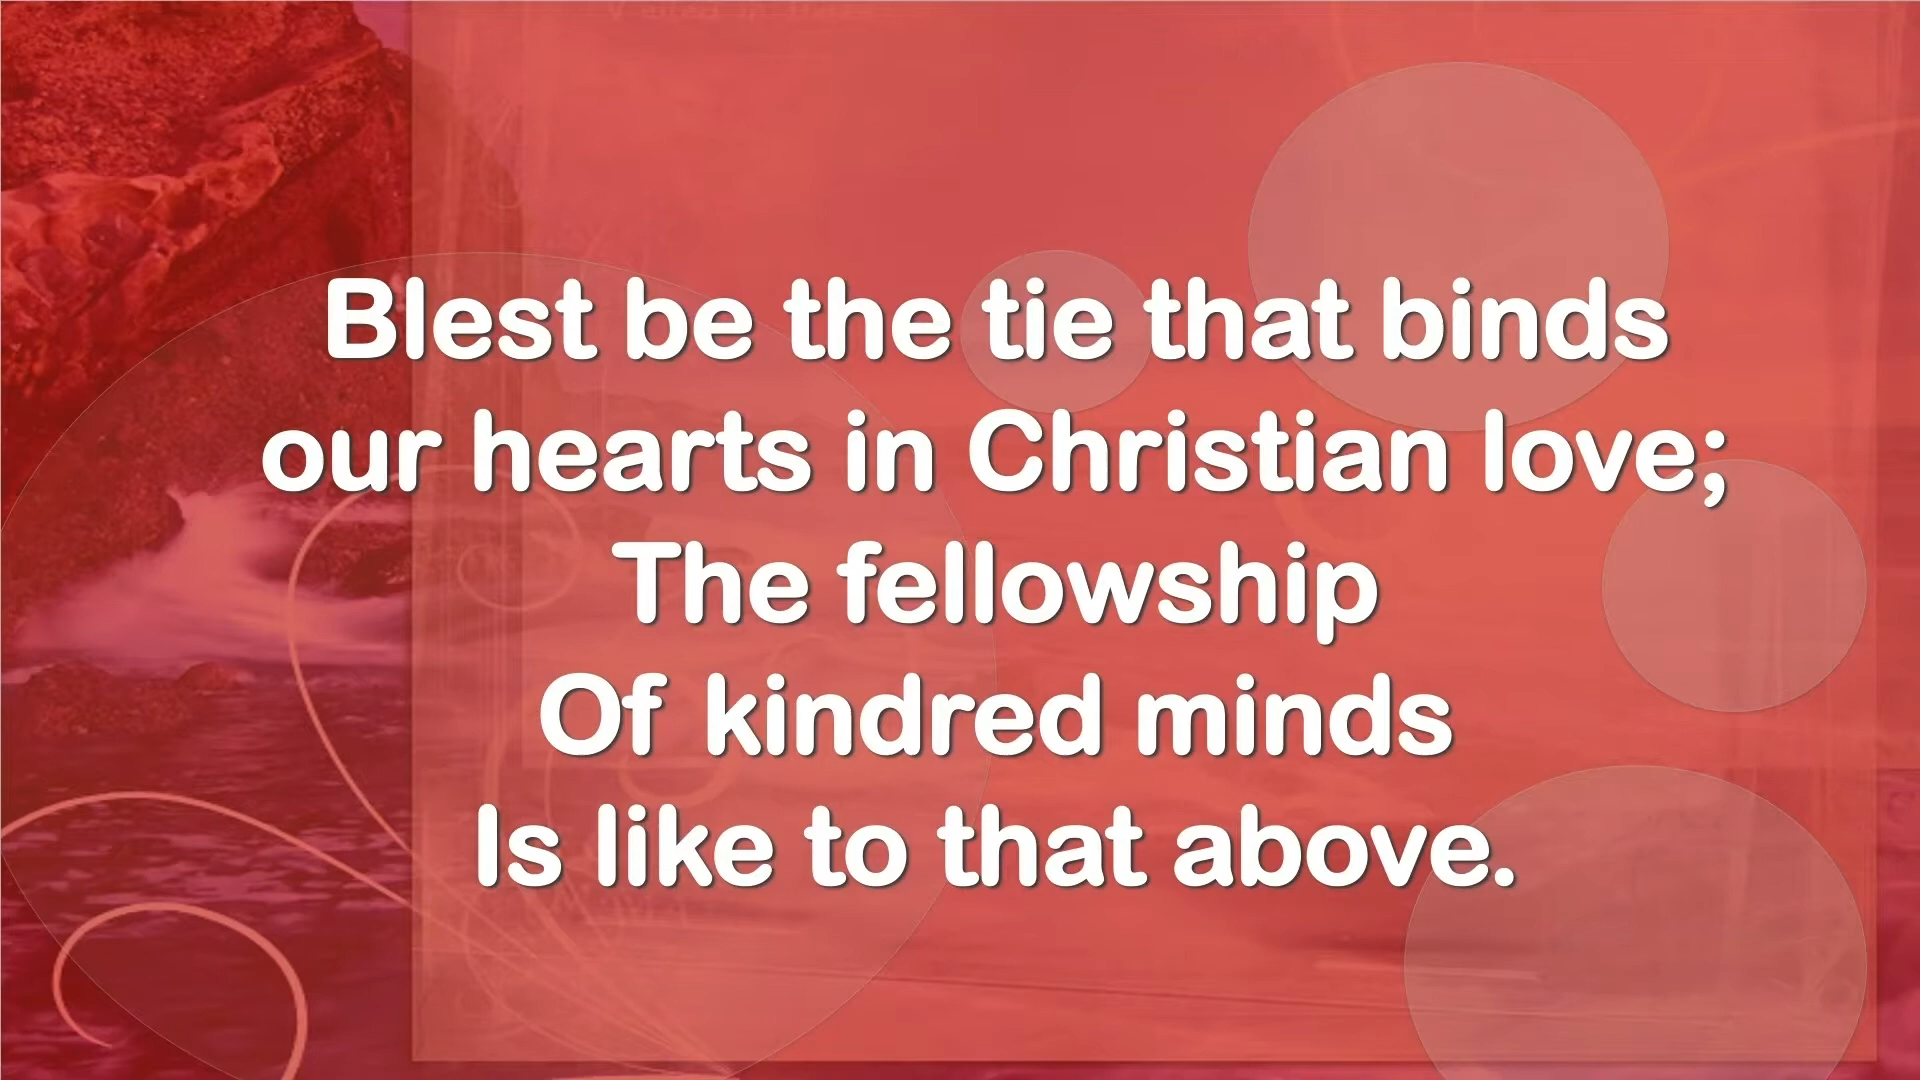 Blest be the tie that binds
our hearts in Christian love;
The fellowship
Of kindred minds
Is like to that above.